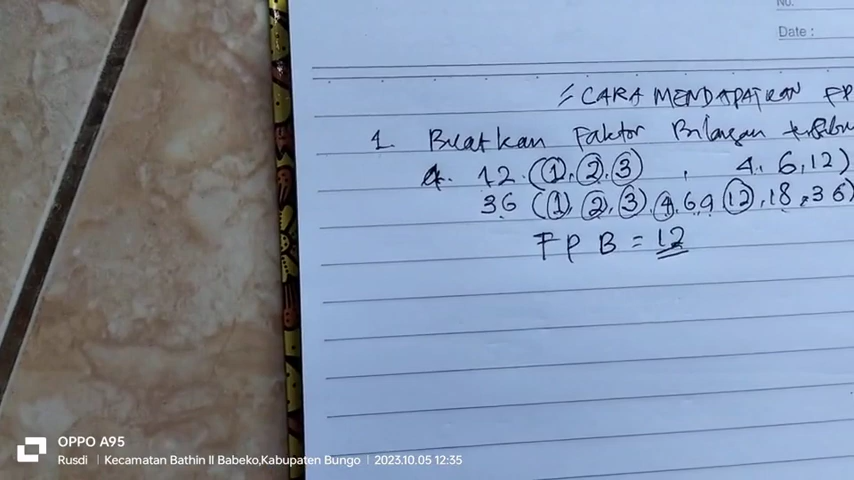 No.
Date :
= CARA MENDAPATKAN FP
1. Buatkan Faktor Bilangan tersebu
a. 12. (1, 2, 3, 4, 6, 12)
36 (1, 2, 3, 4, 6, 9, 12, 18, 36)
FPB = 12
OPPO A95
Rusdi | Kecamatan Bathin II Babeko,Kabupaten Bungo | 2023.10.05 12:35